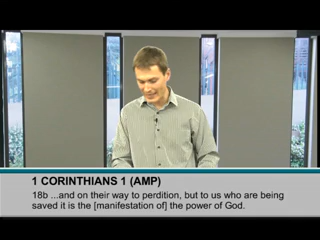 1 CORINTHIANS 1 (AMP)
18b ...and on their way to perdition, but to us who are being
saved it is the [manifestation of] the power of God.